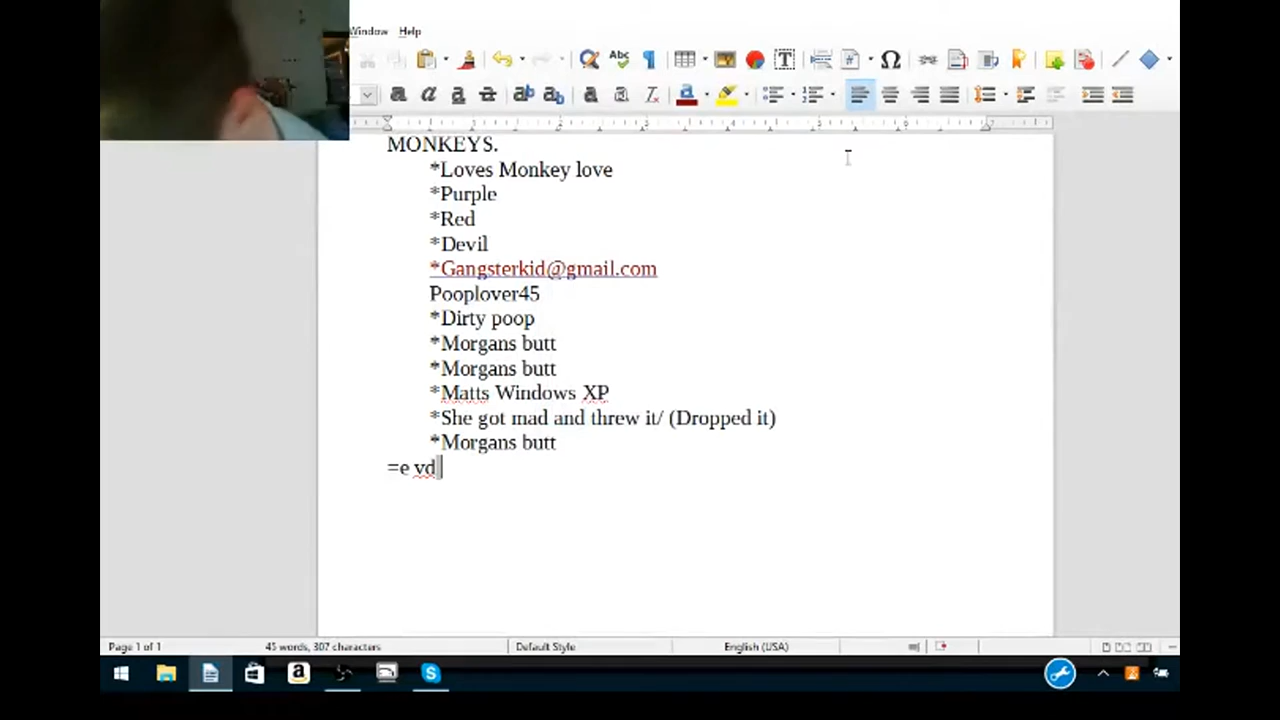 Window Help
MONKEYS.
*Loves Monkey love
*Purple
*Red
*Devil
*Gangsterkid@gmail.com
Pooplover45
*Dirty poop
*Morgans butt
*Morgans butt
*Matts Windows XP
*She got mad and threw it/ (Dropped it)
*Morgans butt
=e vd
Page 1 of 1 45 words, 307 characters Default Style English (USA)